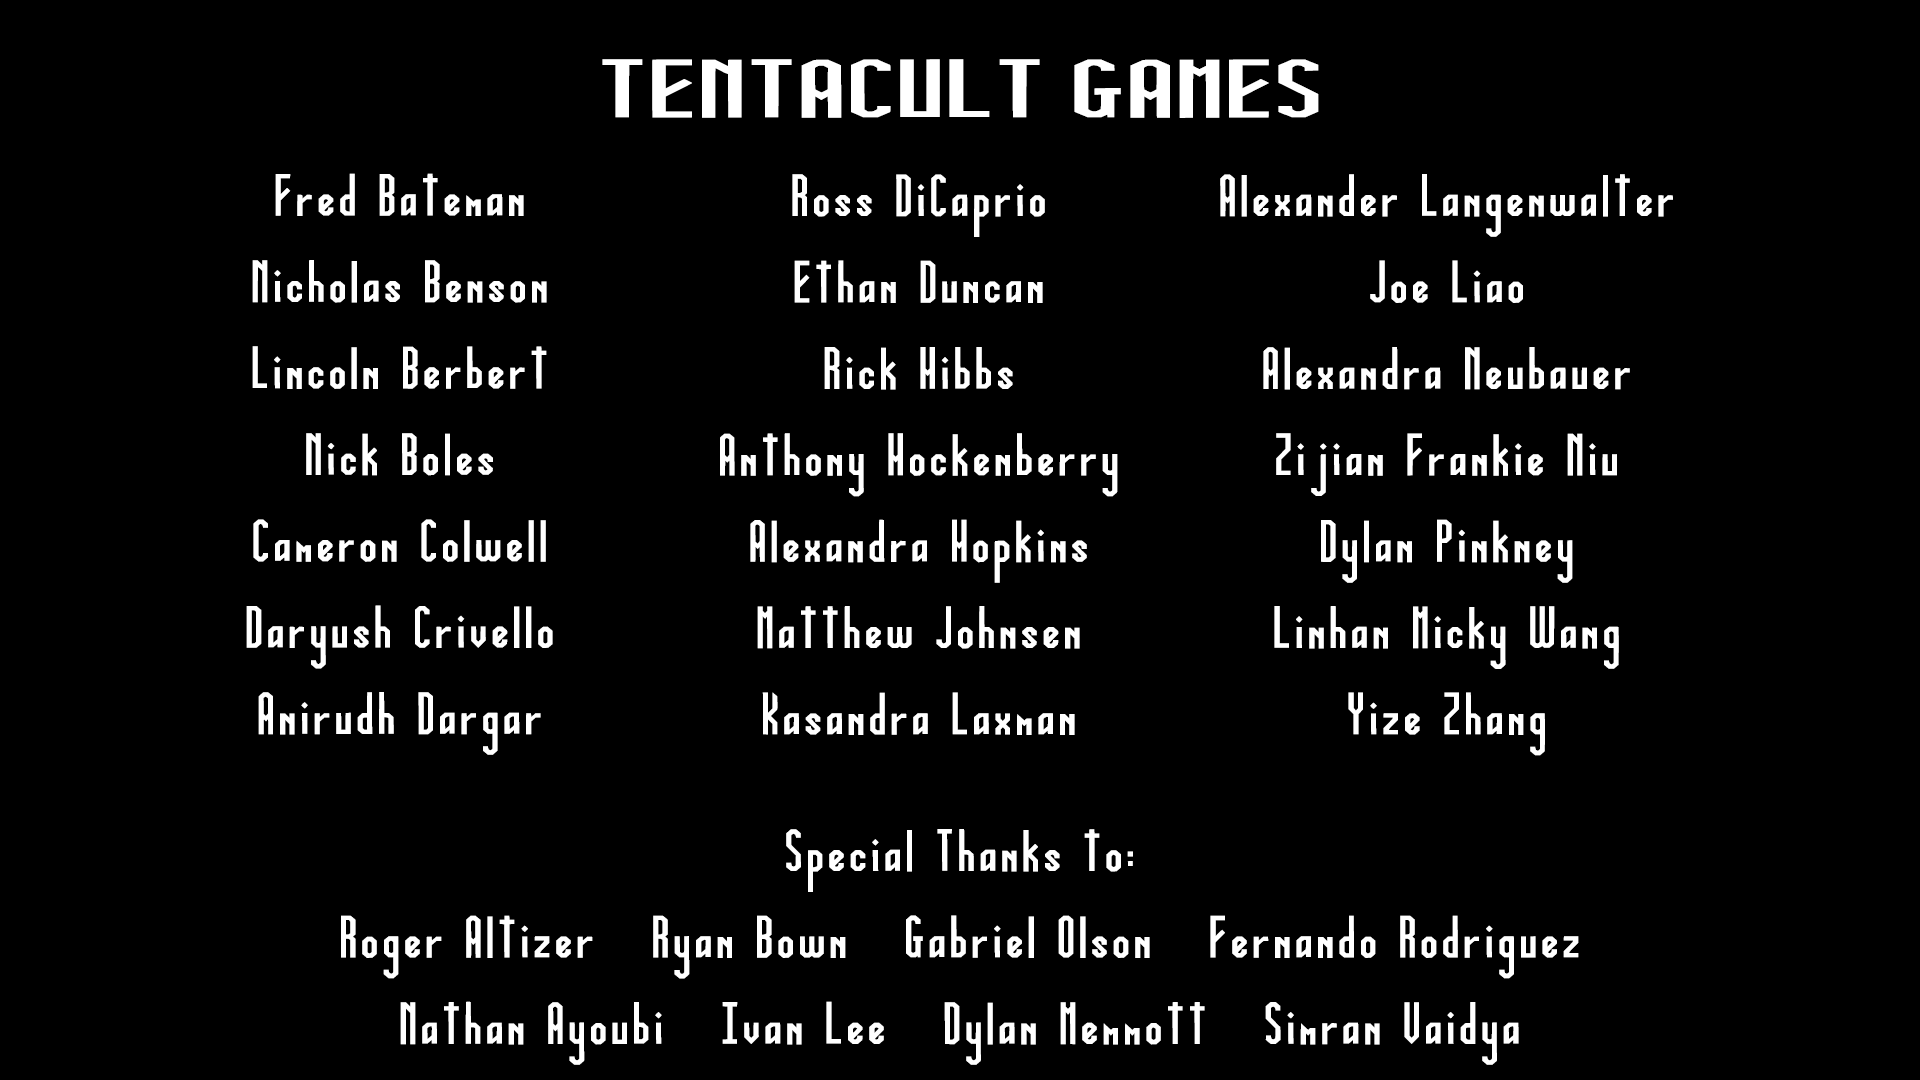 TENTACULT GAMES
Fred Bateman Ross DiCaprio Alexander Langenwalter
Nicholas Benson Ethan Duncan Joe Liao
Lincoln Berbert Rick Hibbs Alexandra Neubauer
Nick Boles Anthony Hockenberry Zijian Frankie Niu
Cameron Colwell Alexandra Hopkins Dylan Pinkney
Daryush Crivello Matthew Johnsen Linhan Micky Wang
Anirudh Dargar Kasandra Laxman Yize Zhang
Special Thanks to:
Roger Altizer Ryan Bown Gabriel Olson Fernando Rodriguez
Nathan Ayoubi Ivan Lee Dylan Memmott Simran Vaidya